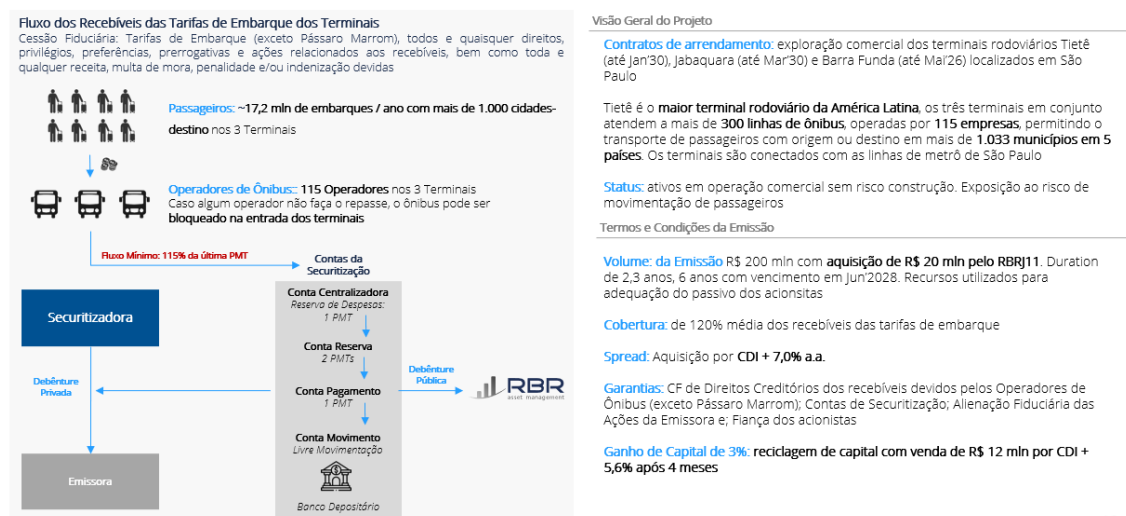 Fluxo dos Recebíveis das Tarifas de Embarque dos Terminais
Cessão Fiduciária: Tarifas de Embarque (exceto Pássaro Marrom), todos e quaisquer direitos,
privilégios, preferências, prerrogativas e ações relacionados aos recebíveis, bem como toda e
qualquer receita, multa de mora, penalidade e/ou indenização devidas
Passageiros: ~17,2 mln de embarques / ano com mais de 1.000 cidades-
destino nos 3 Terminais
Operadores de Ônibus:: 115 Operadores nos 3 Terminais
Caso algum operador não faça o repasse, o ônibus pode ser
bloqueado na entrada dos terminais
Fluxo Mínimo: 115% da última PMT
Contas da
Securitização
Conta Centralizadora
Reserva de Despesas:
1 PMT
Securitizadora
Conta Reserva
2 PMTs
Debênture
Privada
Conta Pagamento
1 PMT
Debênture
Pública
RBR
asset management
Conta Movimento
Livre Movimentação
Emissora
Banco Depositário
Visão Geral do Projeto
Contratos de arrendamento: exploração comercial dos terminais rodoviários Tietê
(até Jan'30), Jabaquara (até Mar'30) e Barra Funda (até Mai'26) localizados em São
Paulo
Tietê é o maior terminal rodoviário da América Latina, os três terminais em conjunto
atendem a mais de 300 linhas de ônibus, operadas por 115 empresas, permitindo o
transporte de passageiros com origem ou destino em mais de 1.033 municípios em 5
países. Os terminais são conectados com as linhas de metrô de São Paulo
Status: ativos em operação comercial sem risco construção. Exposição ao risco de
movimentação de passageiros
Termos e Condições da Emissão
Volume: da Emissão R$ 200 mln com aquisição de R$ 20 mln pelo RBRJ11. Duration
de 2,3 anos, 6 anos com vencimento em Jun'2028. Recursos utilizados para
adequação do passivo dos acionsitas
Cobertura: de 120% média dos recebíveis das tarifas de embarque
Spread: Aquisição por CDI + 7,0% a.a.
Garantias: CF de Direitos Creditórios dos recebíveis devidos pelos Operadores de
Ônibus (exceto Pássaro Marrom); Contas de Securitização; Alienação Fiduciária das
Ações da Emissora e; Fiança dos acionistas
Ganho de Capital de 3%: reciclagem de capital com venda de R$ 12 mln por CDI +
5,6% após 4 meses